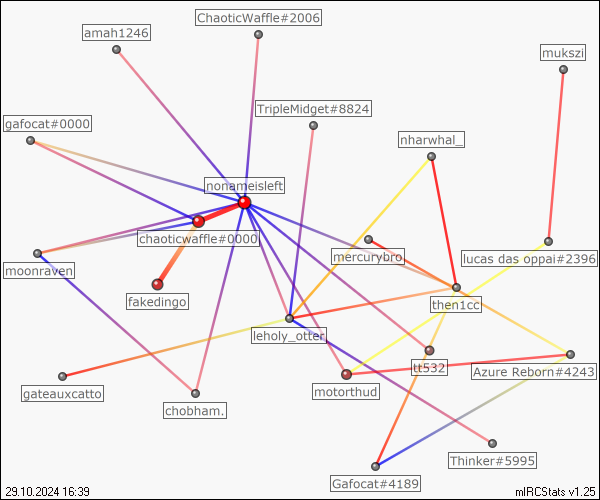 ChaoticWaffle#2006
amah1246
mukszi
TripleMidget#8824
gafocat#0000
nharwhal_
nonameisleft
chaoticwaffle#0000
mercurybro
lucas das oppai#2396
moonraven
fakedingo
then1cc
leholy_otter
tt532
Azure Reborn#4243
gateauxcatto
motorthud
chobham.
Thinker#5995
Gafocat#4189
29.10.2024 16:39
mIRCStats v1.25